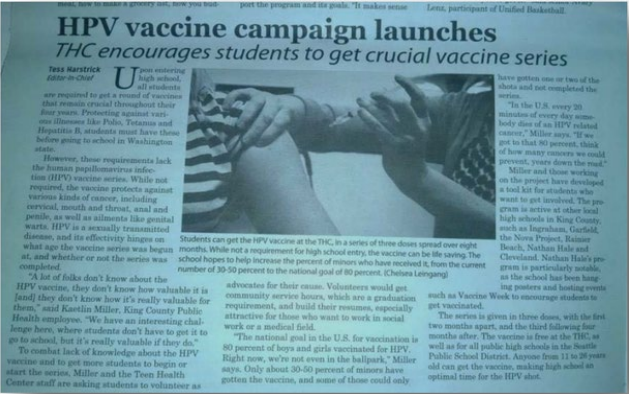 port the program and its goals. "It makes sense
Lenz, participant of Unified Basketball.
HPV vaccine campaign launches
THC encourages students to get crucial vaccine series
Tess Harstrick
Editor-in-Chief
Upon entering
high school,
all students
are required to get a round of vaccines
that remain crucial throughout their
four years. Protecting against vari-
ous illnesses like Polio, Tetanus and
Hepatitis B, students must have these
before going to school in Washington
state.
However, these requirements lack
the human papillomavirus infec-
tion (HPV) vaccine series. While not
required, the vaccine protects against
various kinds of cancer, including
cervical, mouth and throat, anal and
penile, as well as ailments like genital
warts. HPV is a sexually transmitted
disease, and its effectivity hinges on
what age the vaccine series was begun
at, and whether or not the series was
completed.
"A lot of folks don't know about the
HPV vaccine, they don't know how valuable it is
[and] they don't know how it's really valuable for
them," said Kaetlin Miller, King County Public
Health employee. "We have an interesting chal-
lenge here, where students don't have to get it to
go to school, but it's really valuable if they do."
To combat lack of knowledge about the HPV
vaccine and to get more students to begin or
start the series, Miller and the Teen Health
Center staff are asking students to volunteer as
Students can get the HPV vaccine at the THC, in a series of three doses spread over eight
months. While not a requirement for high school entry, the vaccine can be life saving. The
school hopes to help increase the percent of minors who have received it, from the current
number of 30-50 percent to the national goal of 80 percent. (Chelsea Leingang)
advocates for their cause. Volunteers would get
community service hours, which are a graduation
requirement, and build their resumes, especially
attractive for those who want to work in social
work or a medical field.
"The national goal in the U.S. for vaccination is
80 percent of boys and girls vaccinated for HPV.
Right now, we're not even in the ballpark," Miller
says. Only about 30-50 percent of minors have
gotten the vaccine, and some of those could only
have gotten one or two of the
shots and not completed the
series.
"In the U.S. every 20
minutes of every day some-
body dies of an HPV related
cancer," Miller says. "If we
got to that 80 percent, think
of how many cancers we could
prevent, years down the road."
Miller and those working
on the project have developed
a tool kit for students who
want to get involved. The pro-
gram is active at other local
high schools in King County,
such as Ingraham, Garfield,
the Nova Project, Rainier
Beach, Nathan Hale and
Cleveland. Nathan Hale's pro-
gram is particularly notable,
as the school has been hang-
ing posters and hosting events
such as Vaccine Week to encourage students to
get vaccinated.
The series is given in three doses, with the first
two months apart, and the third following four
months after. The vaccine is free at the THC, as
well as for all public high schools in the Seattle
Public School District. Anyone from 11 to 26 years
old can get the vaccine, making high school an
optimal time for the HPV shot.